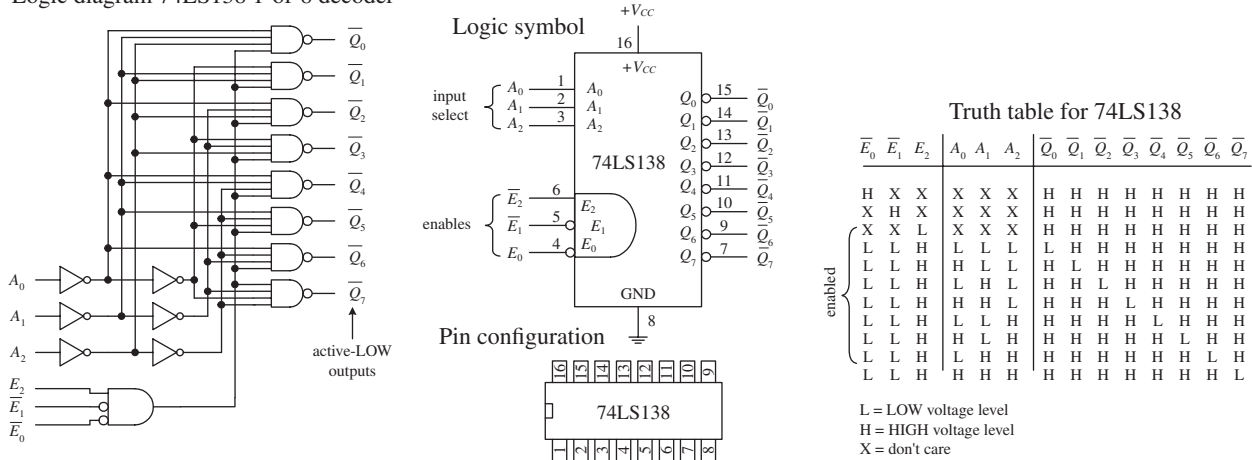 Logic diagram 74LS138 1-of-8 decoder
Q̅₀
Q̅₁
Q̅₂
Q̅₃
Q̅₄
Q̅₅
Q̅₆
Q̅₇
active-LOW
outputs
A₀
A₁
A₂
E₂
E̅₁
E̅₀
Logic symbol
+VCC
16
+VCC
input
select
A₀ 1 A₀
A₁ 2 A₁
A₂ 3 A₂
74LS138
enables
E̅₂ 6 E₂
E̅₁ 5 E₁
E₀ 4 E₀
Q₀ 15 Q̅₀
Q₁ 14 Q̅₁
Q₂ 13 Q̅₂
Q₃ 12 Q̅₃
Q₄ 11 Q̅₄
Q₅ 10 Q̅₅
Q₆ 9 Q̅₆
Q₇ 7 Q̅₇
GND
8
Pin configuration
16 15 14 13 12 11 10 9
74LS138
1 2 3 4 5 6 7 8
Truth table for 74LS138
E̅₀ E̅₁ E₂ A₀ A₁ A₂ Q̅₀ Q̅₁ Q̅₂ Q̅₃ Q̅₄ Q̅₅ Q̅₆ Q̅₇
H X X X X X H H H H H H H H
X H X X X X H H H H H H H H
X X L X X X H H H H H H H H
L L H L L L L H H H H H H H
L L H H L L H L H H H H H H
L L H L H L H H L H H H H H
L L H H H L H H H L H H H H
L L H L L H H H H H L H H H
L L H H L H H H H H H L H H
L L H L H H H H H H H H L H
L L H H H H H H H H H H H L
enabled
L = LOW voltage level
H = HIGH voltage level
X = don't care